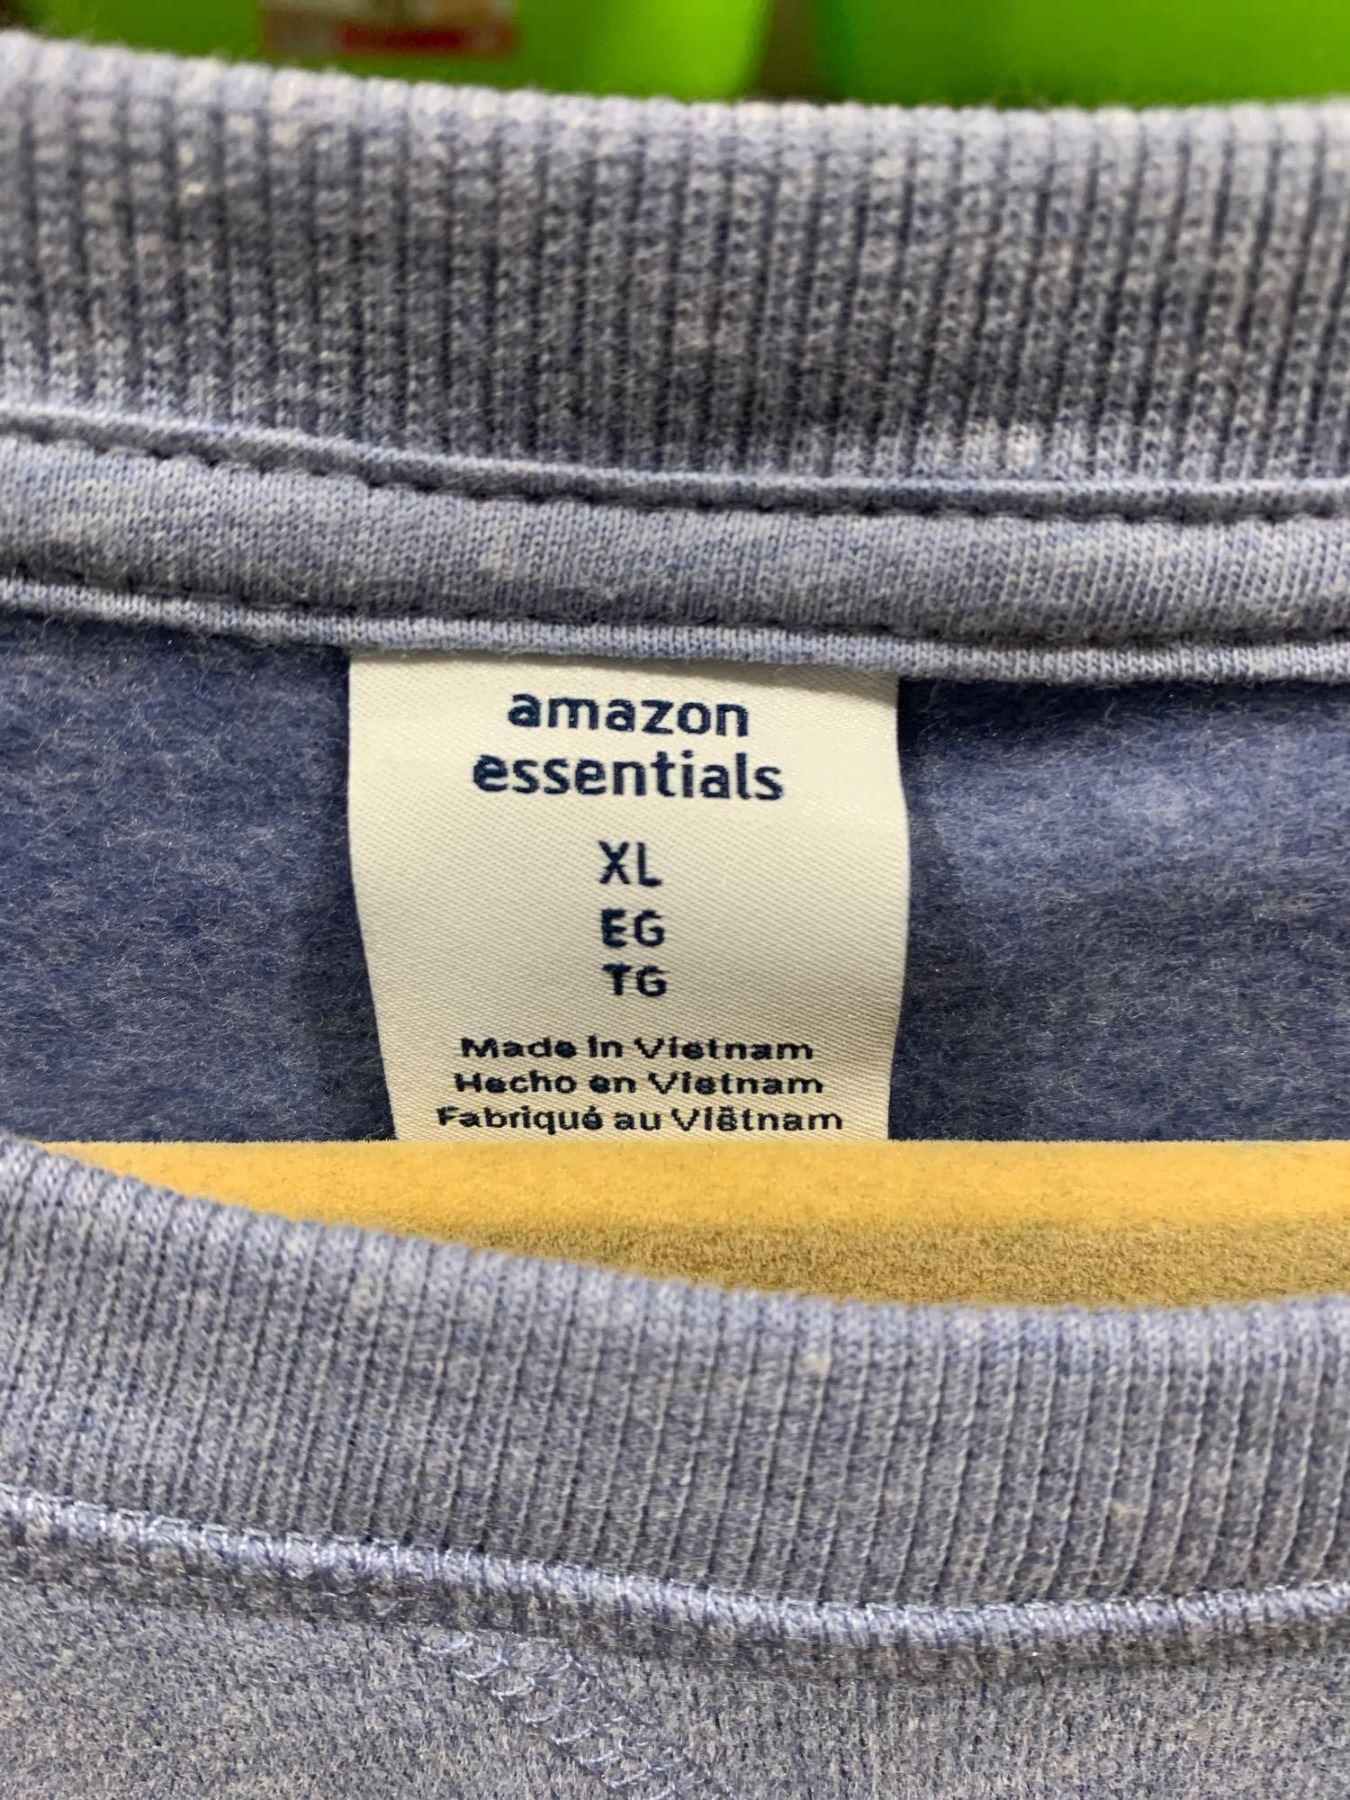 amazon
essentials
XL
EG
TG
Made in Vietnam
Hecho en Vietnam
Fabriqué au Viêtnam